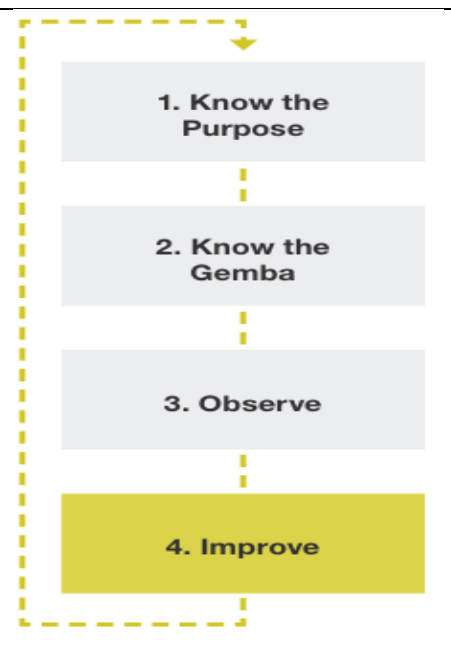 1. Know the
Purpose
2. Know the
Gemba
3. Observe
4. Improve